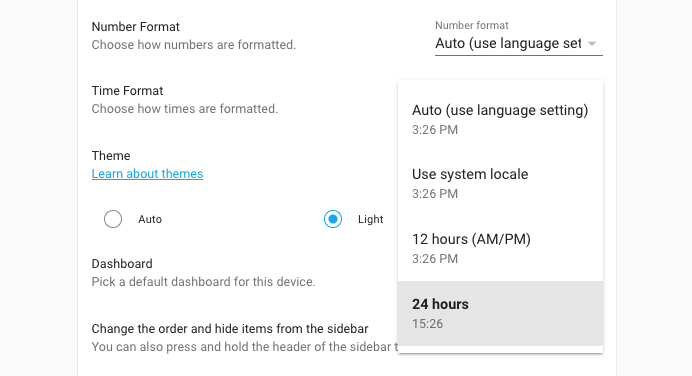 Number Format
Choose how numbers are formatted.
Number format
Auto (use language set
Time Format
Choose how times are formatted.
Auto (use language setting)
3:26 PM
Use system locale
3:26 PM
12 hours (AM/PM)
3:26 PM
24 hours
15:26
Theme
Learn about themes
Auto
Light
Dashboard
Pick a default dashboard for this device.
Change the order and hide items from the sidebar
You can also press and hold the header of the sidebar t